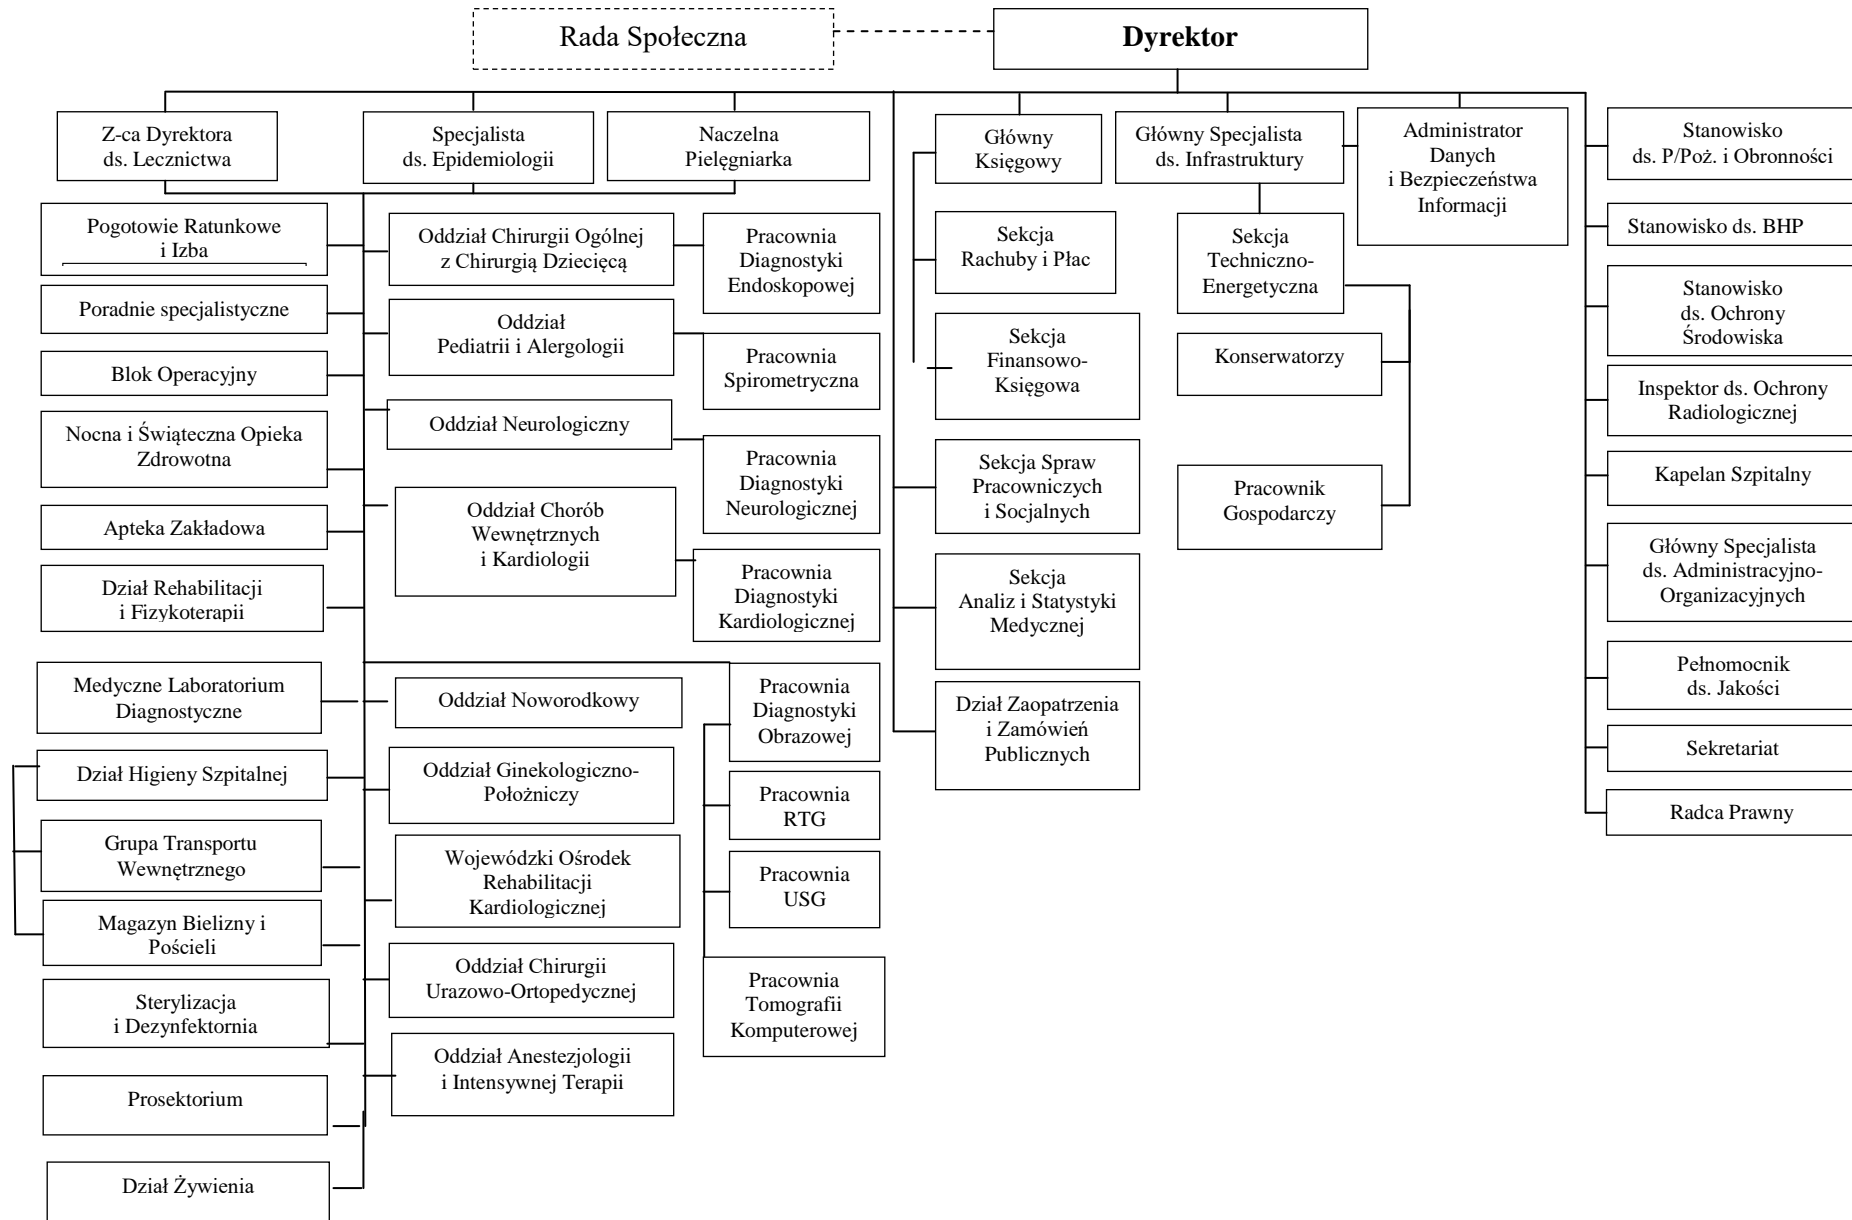 Rada Społeczna
Dyrektor
Z-ca Dyrektora
ds. Lecznictwa
Specjalista
ds. Epidemiologii
Naczelna
Pielęgniarka
Główny
Księgowy
Główny Specjalista
ds. Infrastruktury
Administrator
Danych
i Bezpieczeństwa
Informacji
Stanowisko
ds. P/Poż. i Obronności
Pogotowie Ratunkowe
i Izba
Poradnie specjalistyczne
Blok Operacyjny
Nocna i Świąteczna Opieka
Zdrowotna
Apteka Zakładowa
Dział Rehabilitacji
i Fizykoterapii
Medyczne Laboratorium
Diagnostyczne
Dział Higieny Szpitalnej
Grupa Transportu
Wewnętrznego
Magazyn Bielizny i
Pościeli
Sterylizacja
i Dezynfektornia
Prosektorium
Dział Żywienia
Oddział Chirurgii Ogólnej
z Chirurgią Dziecięcą
Oddział
Pediatrii i Alergologii
Oddział Neurologiczny
Oddział Chorób
Wewnętrznych
i Kardiologii
Oddział Noworodkowy
Oddział Ginekologiczno-
Położniczy
Wojewódzki Ośrodek
Rehabilitacji
Kardiologicznej
Oddział Chirurgii
Urazowo-Ortopedycznej
Oddział Anestezjologii
i Intensywnej Terapii
Pracownia
Diagnostyki
Endoskopowej
Pracownia
Spirometryczna
Pracownia
Diagnostyki
Neurologicznej
Pracownia
Diagnostyki
Kardiologicznej
Pracownia
Diagnostyki
Obrazowej
Pracownia
RTG
Pracownia
USG
Pracownia
Tomografii
Komputerowej
Sekcja
Rachuby i Płac
Sekcja
Finansowo-
Księgowa
Sekcja Spraw
Pracowniczych
i Socjalnych
Sekcja
Analiz i Statystyki
Medycznej
Dział Zaopatrzenia
i Zamówień
Publicznych
Sekcja
Techniczno-
Energetyczna
Konserwatorzy
Pracownik
Gospodarczy
Stanowisko ds. BHP
Stanowisko
ds. Ochrony
Środowiska
Inspektor ds. Ochrony
Radiologicznej
Kapelan Szpitalny
Główny Specjalista
ds. Administracyjno-
Organizacyjnych
Pełnomocnik
ds. Jakości
Sekretariat
Radca Prawny